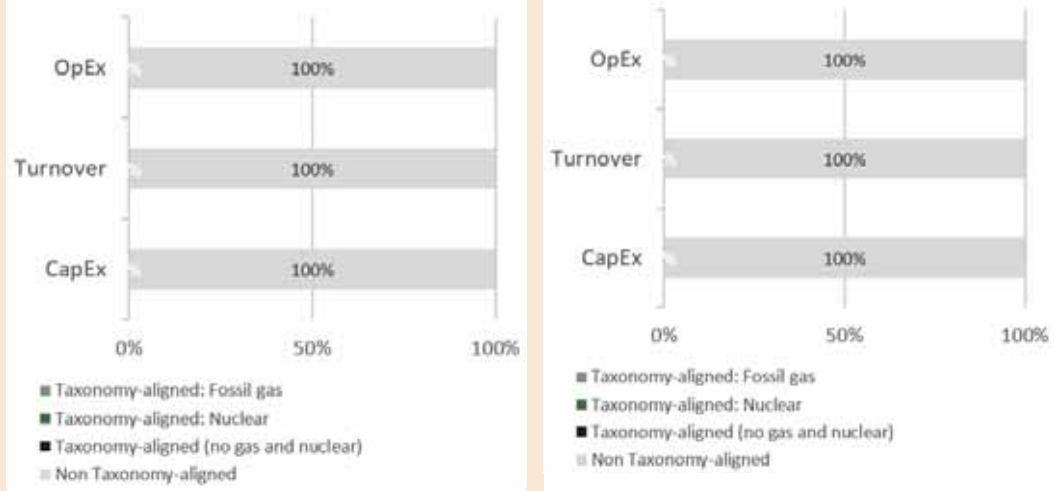 OpEx 100%
Turnover 100%
CapEx 100%
0% 50% 100%
Taxonomy-aligned: Fossil gas
Taxonomy-aligned: Nuclear
Taxonomy-aligned (no gas and nuclear)
Non Taxonomy-aligned
OpEx 100%
Turnover 100%
CapEx 100%
0% 50% 100%
Taxonomy-aligned: Fossil gas
Taxonomy-aligned: Nuclear
Taxonomy-aligned (no gas and nuclear)
Non Taxonomy-aligned